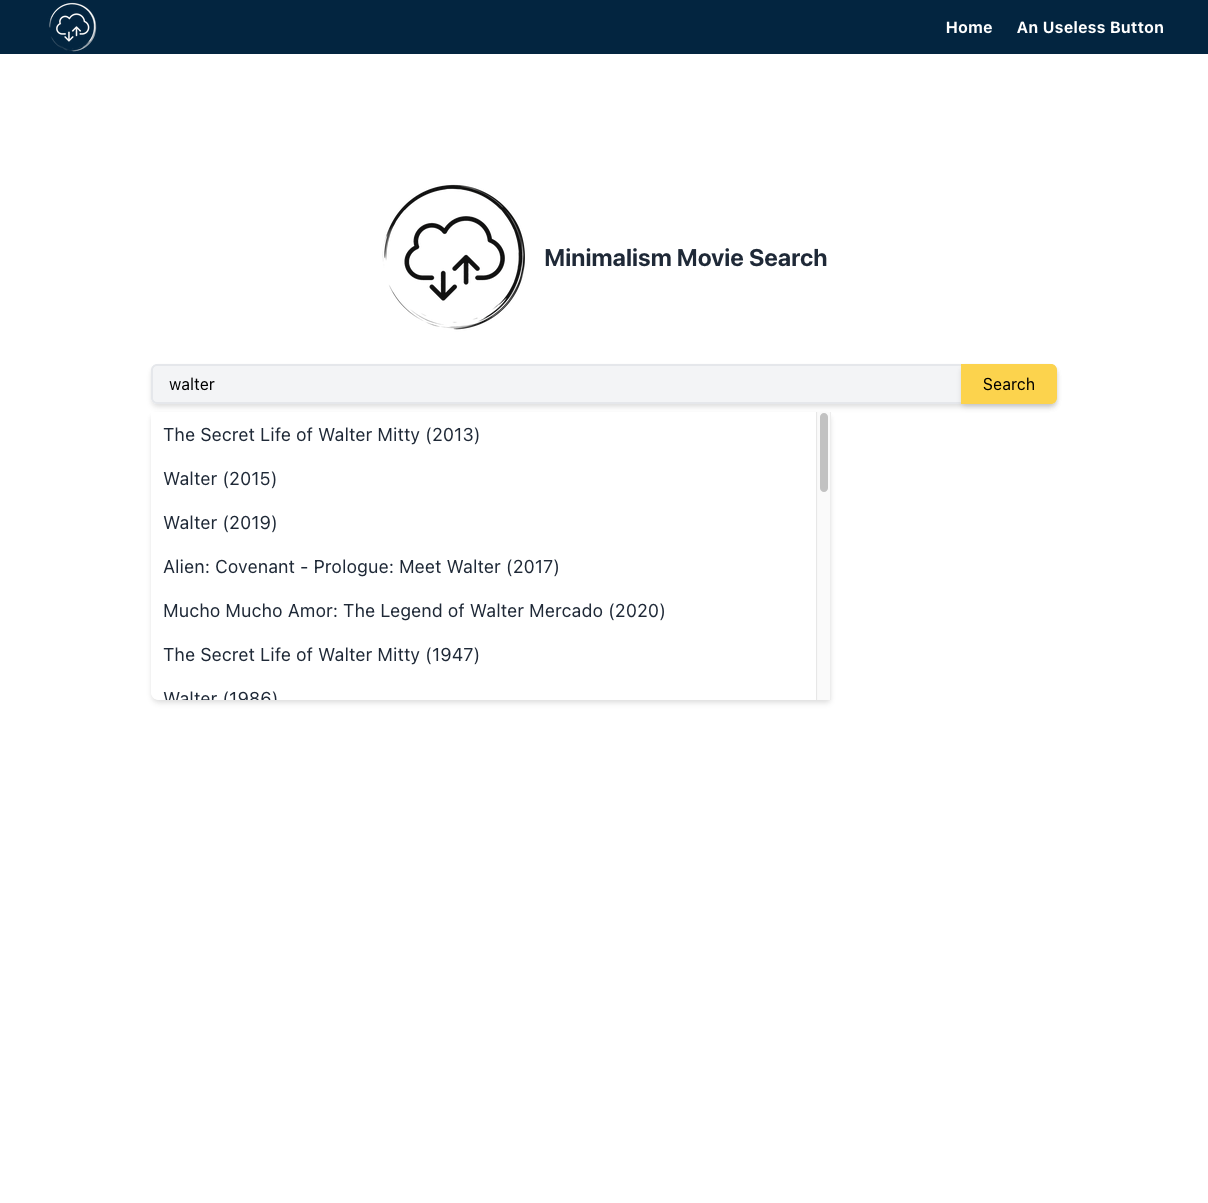 Home An Useless Button
Minimalism Movie Search
walter Search
The Secret Life of Walter Mitty (2013)
Walter (2015)
Walter (2019)
Alien: Covenant - Prologue: Meet Walter (2017)
Mucho Mucho Amor: The Legend of Walter Mercado (2020)
The Secret Life of Walter Mitty (1947)
Walter (1986)